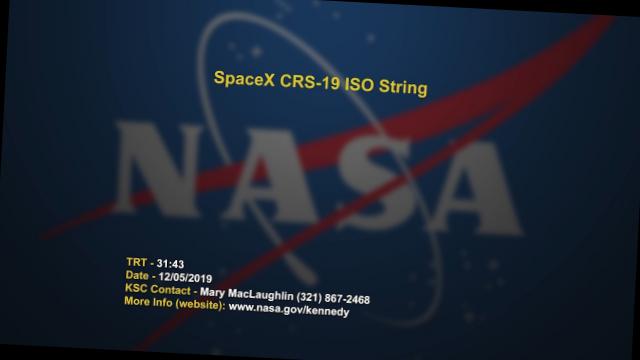 SpaceX CRS-19 ISO String
NASA
TRT - 31:43
Date - 12/05/2019
KSC Contact - Mary MacLaughlin (321) 867-2468
More Info (website): www.nasa.gov/kennedy